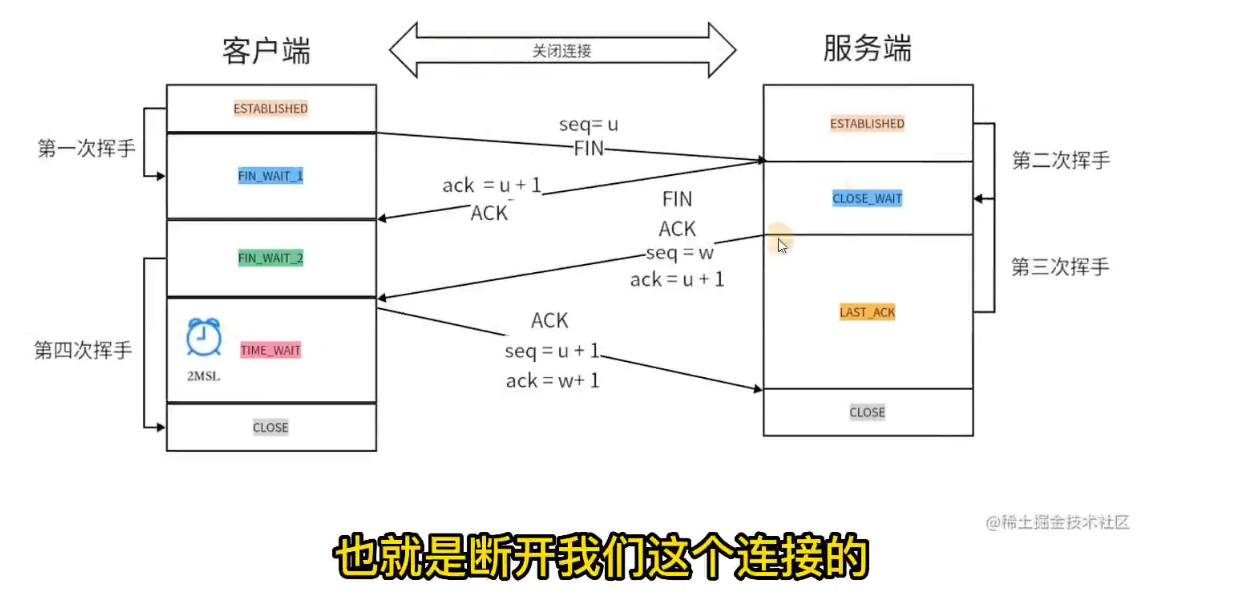 客户端
关闭连接
服务端
ESTABLISHED
ESTABLISHED
第一次挥手
seq= u
FIN
第二次挥手
FIN_WAIT_1
ack = u + 1
ACK
CLOSE_WAIT
FIN
ACK
seq = w
ack = u + 1
FIN_WAIT_2
第三次挥手
LAST_ACK
ACK
seq = u + 1
ack = w+ 1
第四次挥手
TIME_WAIT
2MSL
CLOSE
CLOSE
@稀土掘金技术社区
也就是断开我们这个连接的